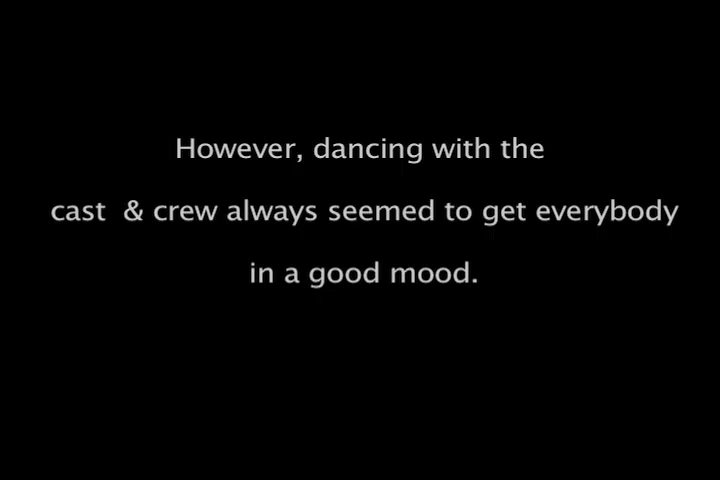 However, dancing with the
cast  & crew always seemed to get everybody
in a good mood.